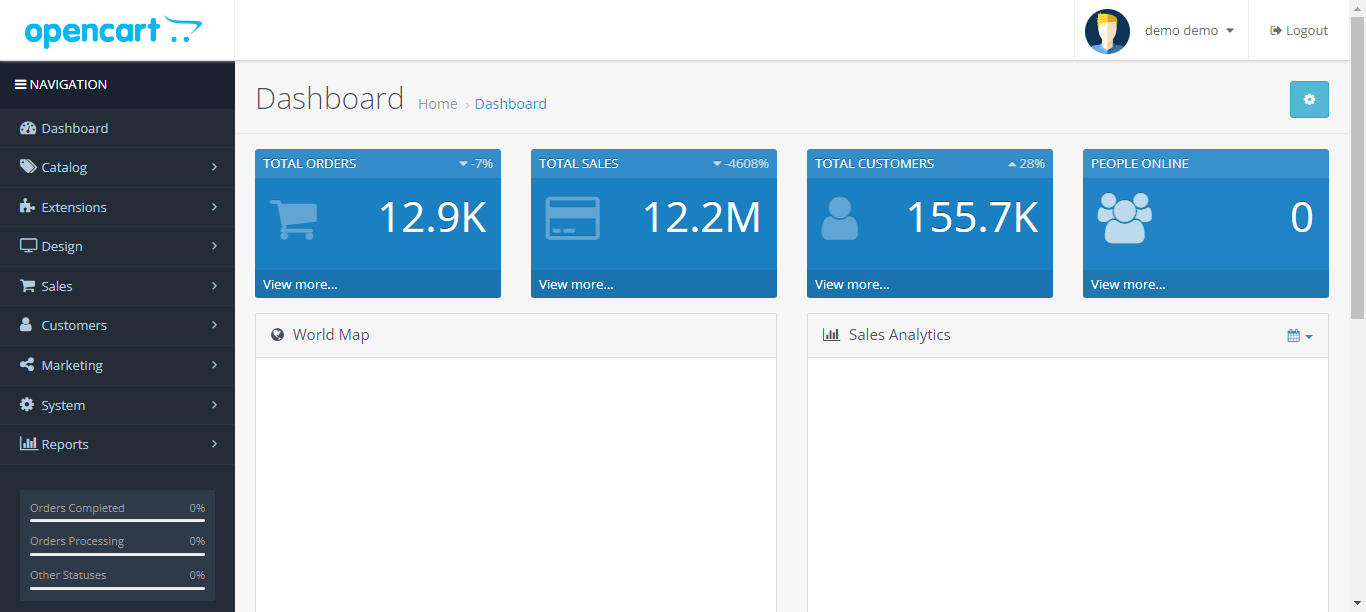 opencart
demo demo
Logout
NAVIGATION
Dashboard
Catalog
Extensions
Design
Sales
Customers
Marketing
System
Reports
Orders Completed 0%
Orders Processing 0%
Other Statuses 0%
Dashboard Home › Dashboard
TOTAL ORDERS -7%
12.9K
View more...
TOTAL SALES -4608%
12.2M
View more...
TOTAL CUSTOMERS 28%
155.7K
View more...
PEOPLE ONLINE
0
View more...
World Map
Sales Analytics